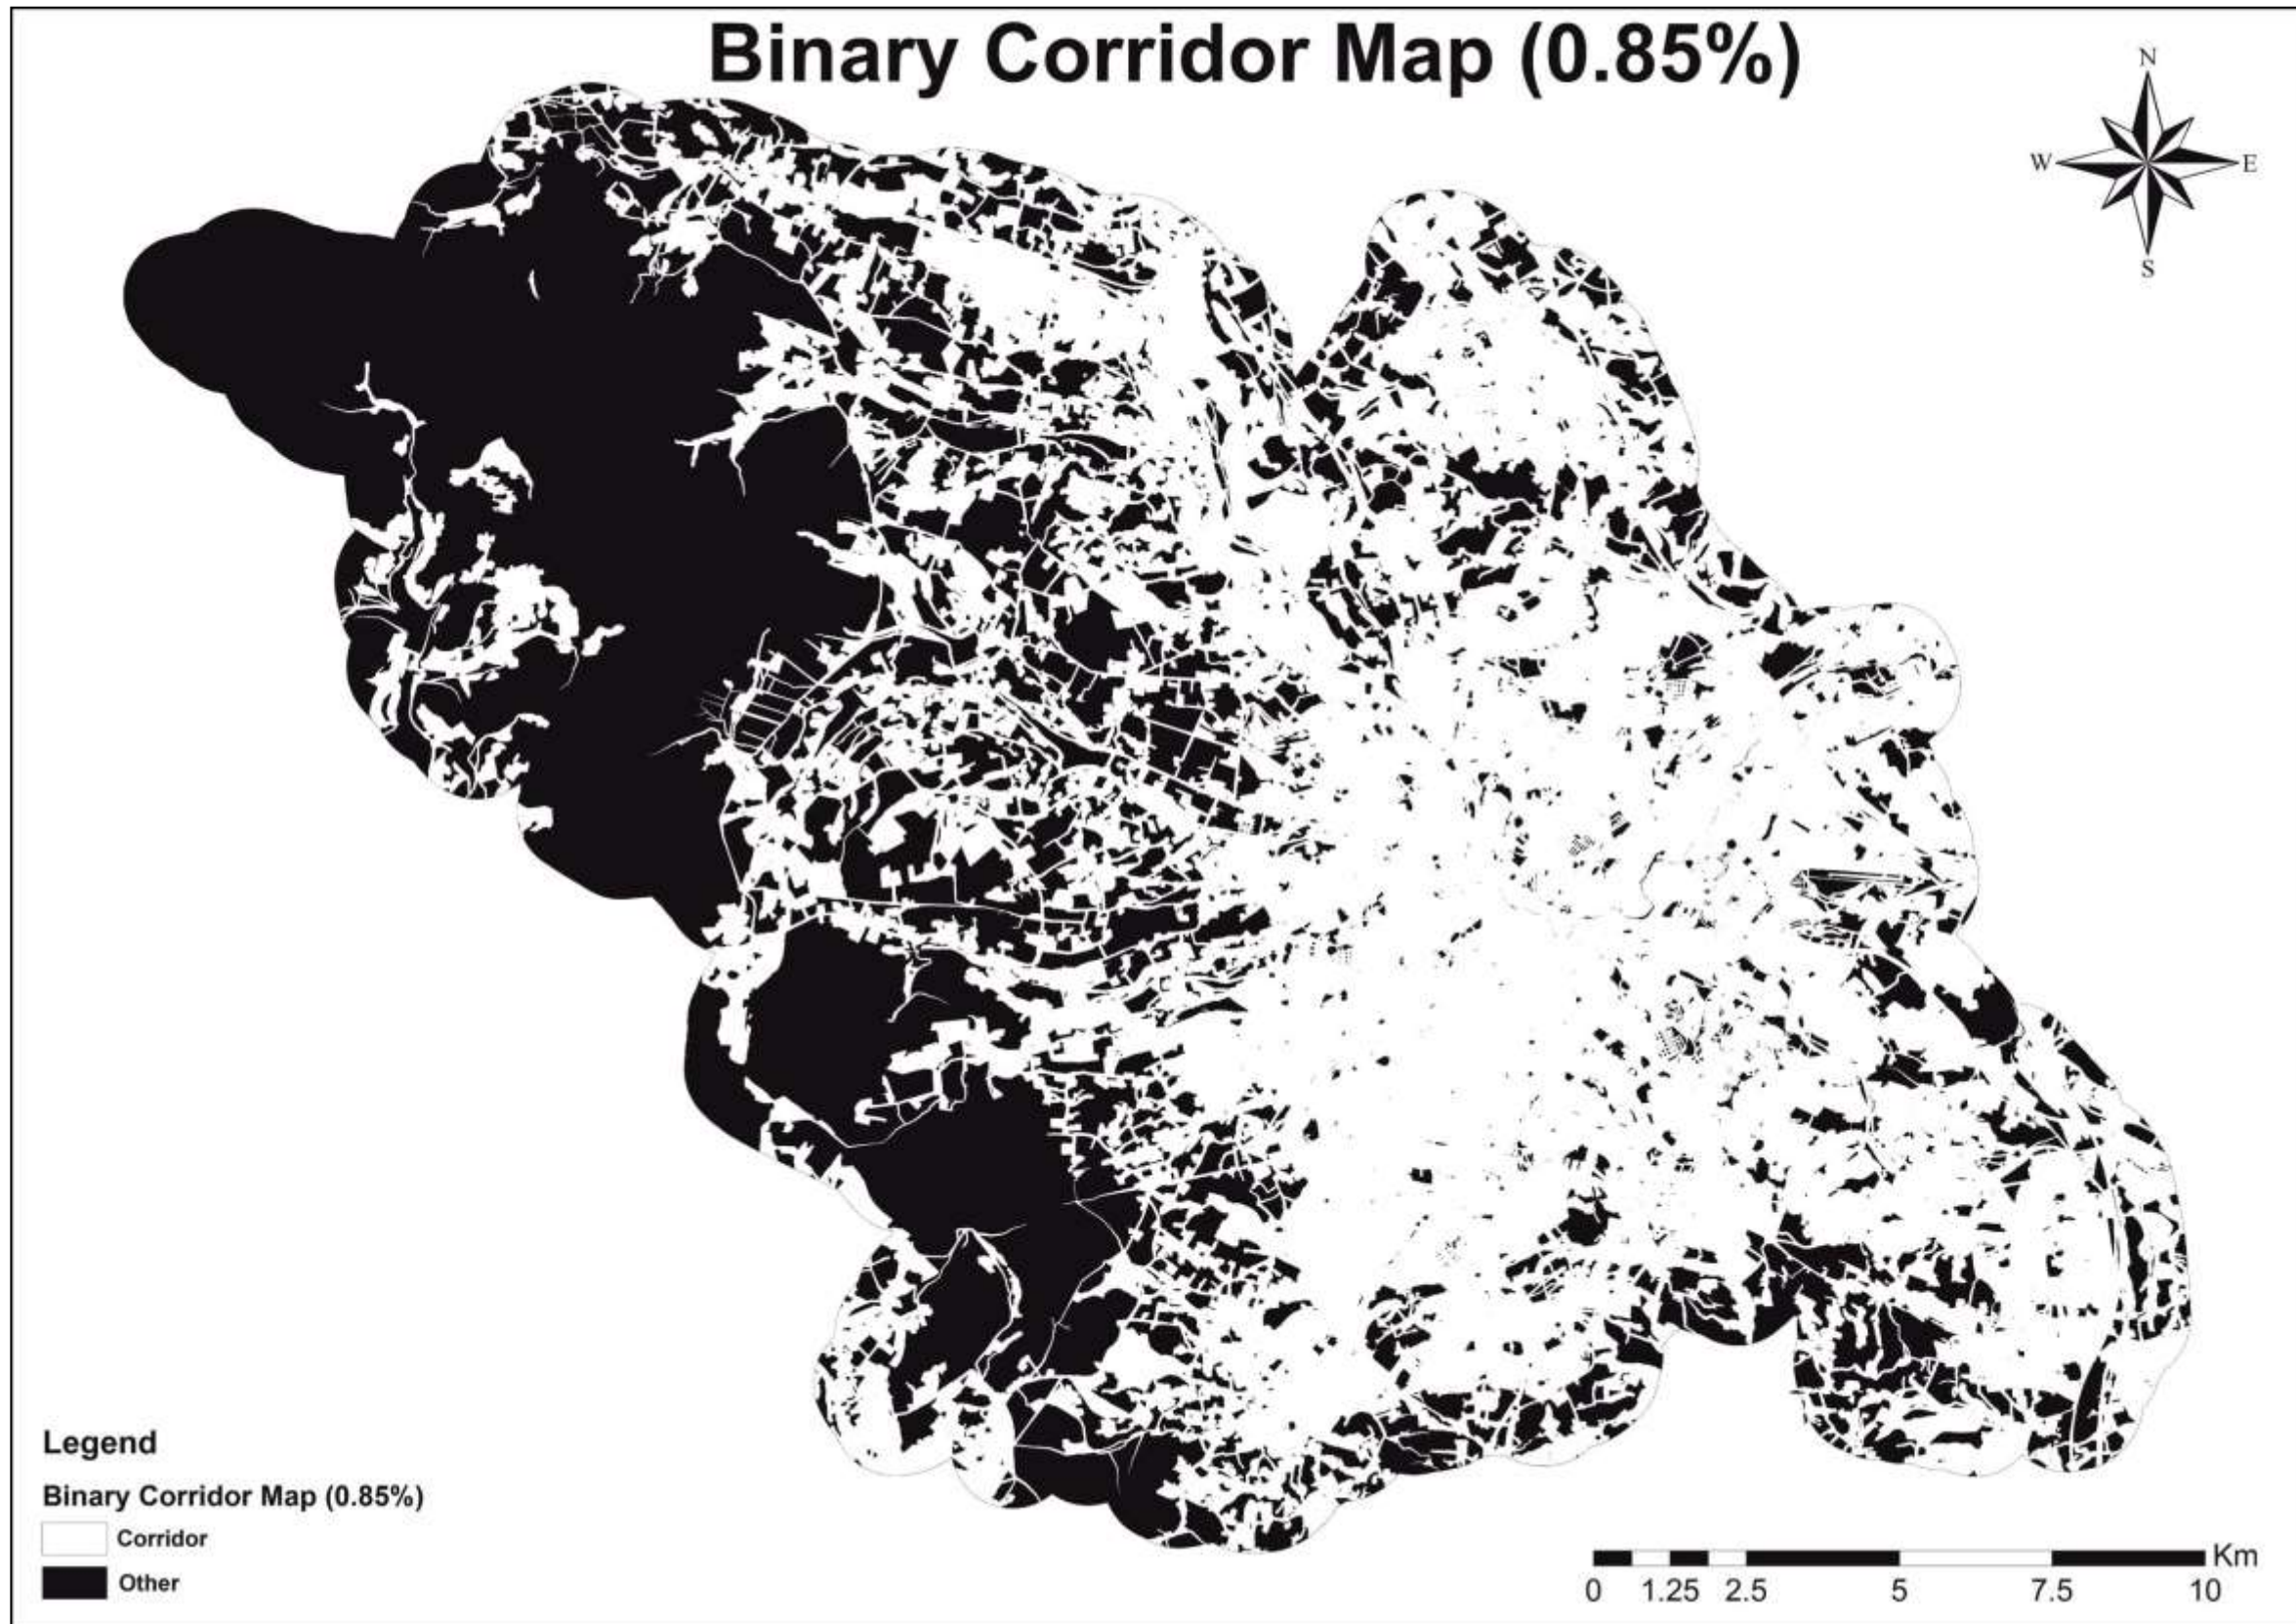 Binary Corridor Map (0.85%)
N
W E
S
Legend
Binary Corridor Map (0.85%)
Corridor
Other
Km
0 1.25 2.5 5 7.5 10